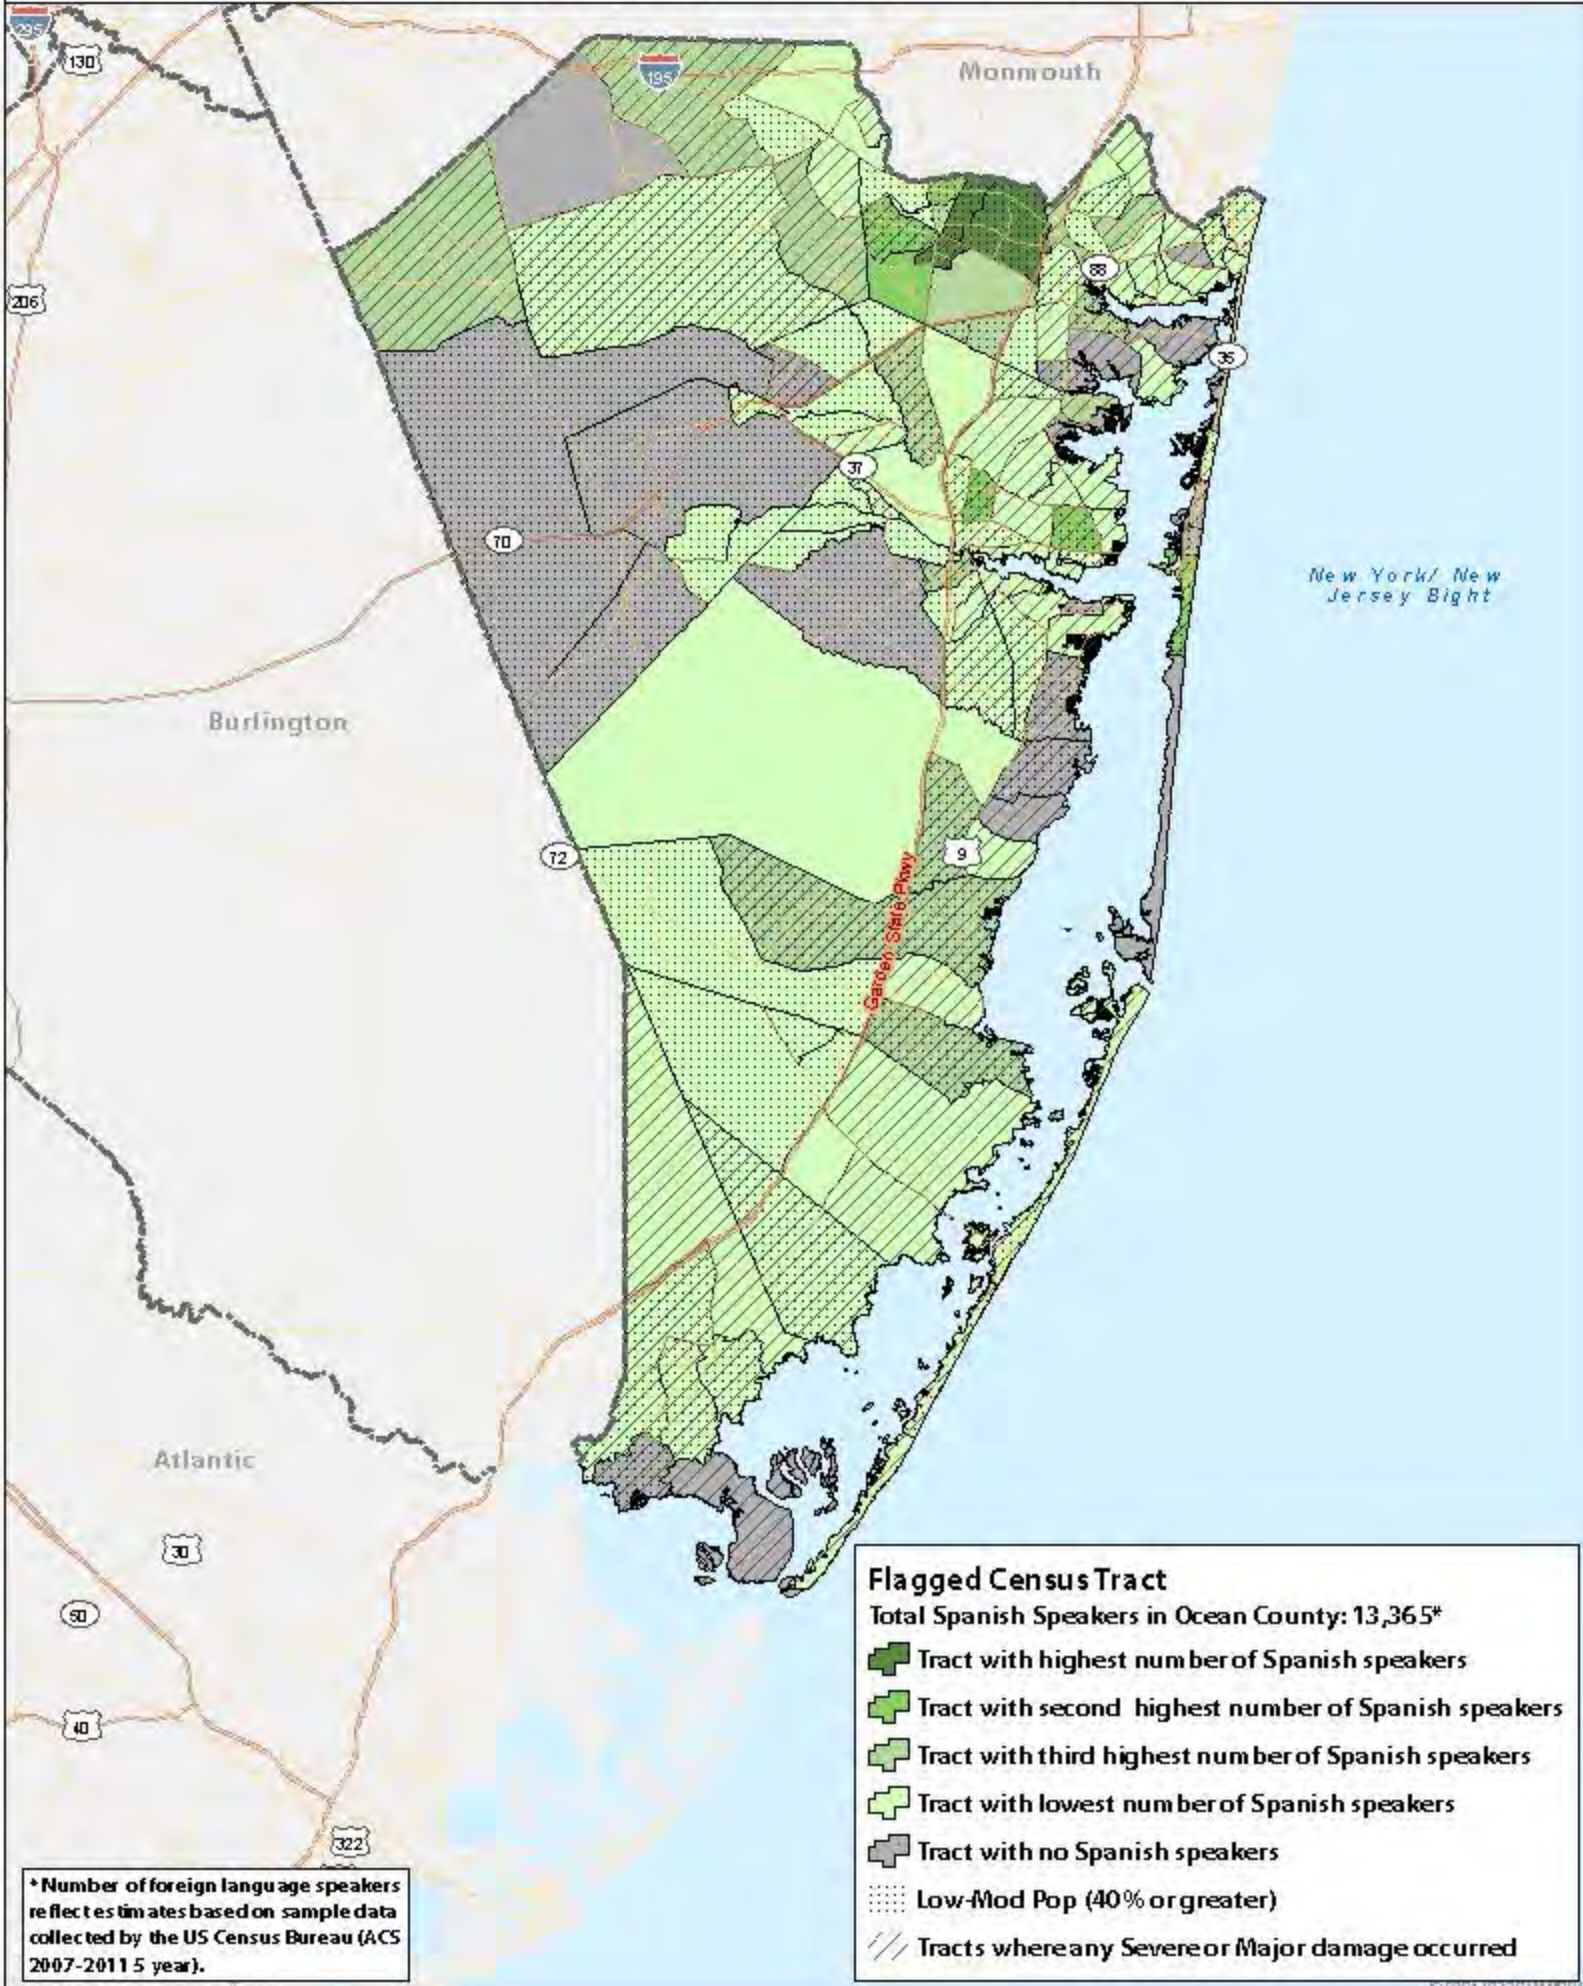 295
130
195
Monmouth
206
88
35
37
70
New York/ New
Jersey Bight
Burlington
72
9
Garden State Pkwy
Atlantic
30
50
40
322
Flagged Census Tract
Total Spanish Speakers in Ocean County: 13,365*
Tract with highest number of Spanish speakers
Tract with second highest number of Spanish speakers
Tract with third highest number of Spanish speakers
Tract with lowest number of Spanish speakers
Tract with no Spanish speakers
Low-Mod Pop (40% or greater)
Tracts where any Severe or Major damage occurred
*Number of foreign language speakers
reflect estimates based on sample data
collected by the US Census Bureau (ACS
2007-2011 5 year).